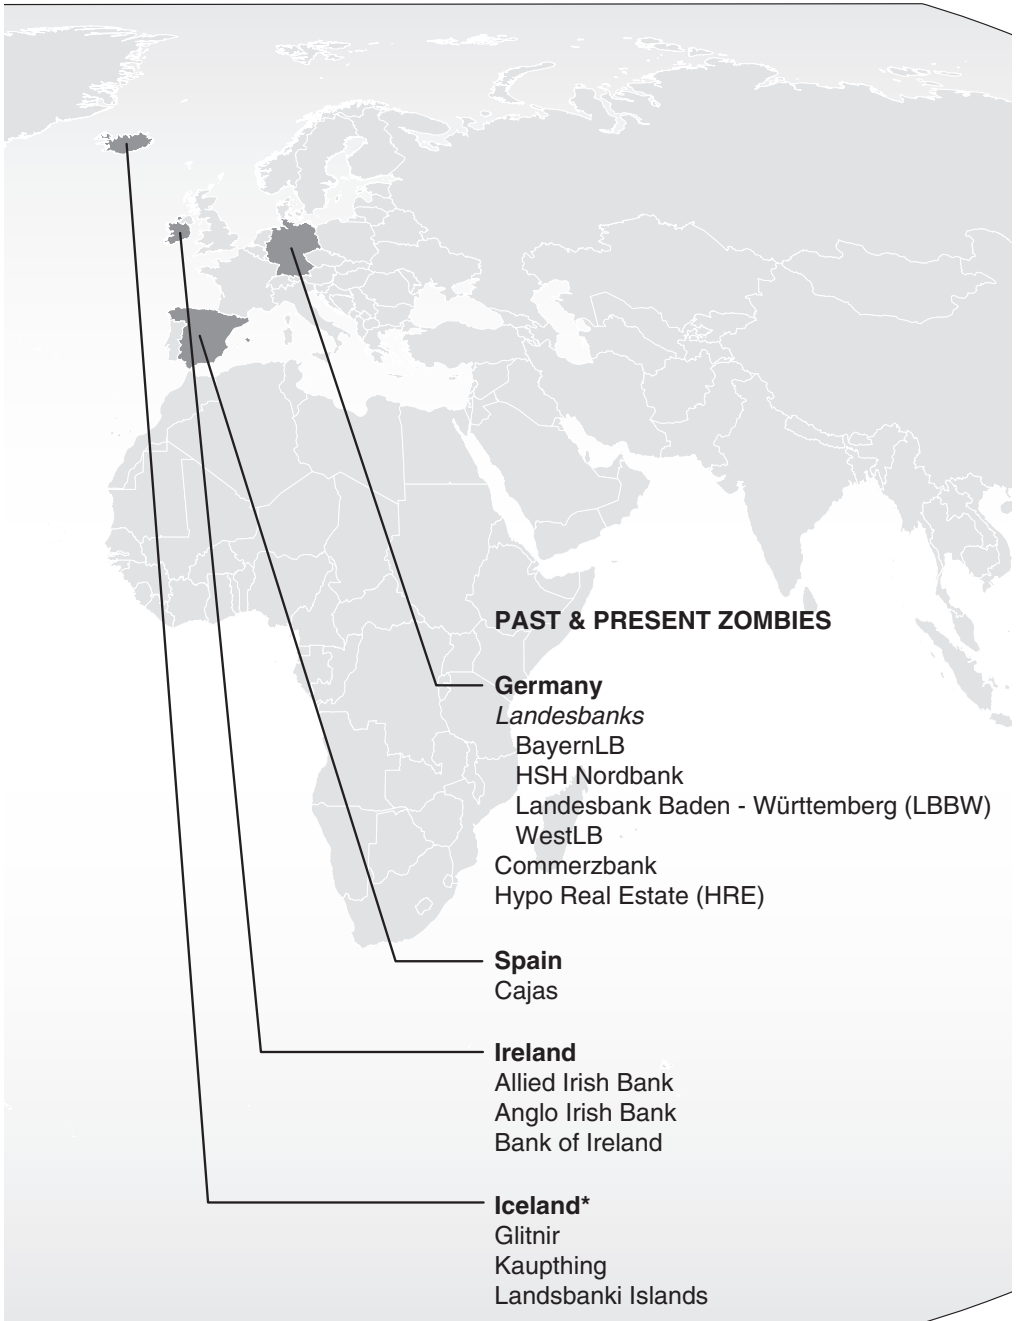 PAST & PRESENT ZOMBIES
Germany
Landesbanks
BayernLB
HSH Nordbank
Landesbank Baden - Württemberg (LBBW)
WestLB
Commerzbank
Hypo Real Estate (HRE)
Spain
Cajas
Ireland
Allied Irish Bank
Anglo Irish Bank
Bank of Ireland
Iceland*
Glitnir
Kaupthing
Landsbanki Islands